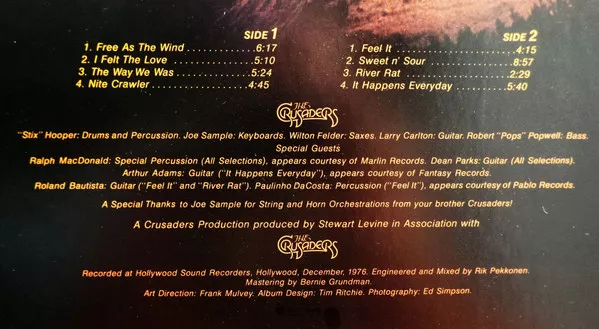 SIDE 1
1. Free As The Wind ............ 6:17
2. I Felt The Love ............ 5:10
3. The Way We Was ............ 5:24
4. Nite Crawler ............ 4:45
SIDE 2
1. Feel It ............ 4:15
2. Sweet n' Sour ............ 8:57
3. River Rat ............ 2:29
4. It Happens Everyday ............ 5:40
THE CRUSADERS
"Stix" Hooper: Drums and Percussion. Joe Sample: Keyboards. Wilton Felder: Saxes. Larry Carlton: Guitar. Robert "Pops" Popwell: Bass.
Special Guests
Ralph MacDonald: Special Percussion (All Selections), appears courtesy of Marlin Records. Dean Parks: Guitar (All Selections).
Arthur Adams: Guitar ("It Happens Everyday"), appears courtesy of Fantasy Records.
Roland Bautista: Guitar ("Feel It" and "River Rat"). Paulinho DaCosta: Percussion ("Feel It"), appears courtesy of Pablo Records.
A Special Thanks to Joe Sample for String and Horn Orchestrations from your brother Crusaders!
A Crusaders Production produced by Stewart Levine in Association with
THE CRUSADERS
Recorded at Hollywood Sound Recorders, Hollywood, December, 1976. Engineered and Mixed by Rik Pekkonen.
Mastering by Bernie Grundman.
Art Direction: Frank Mulvey. Album Design: Tim Ritchie. Photography: Ed Simpson.